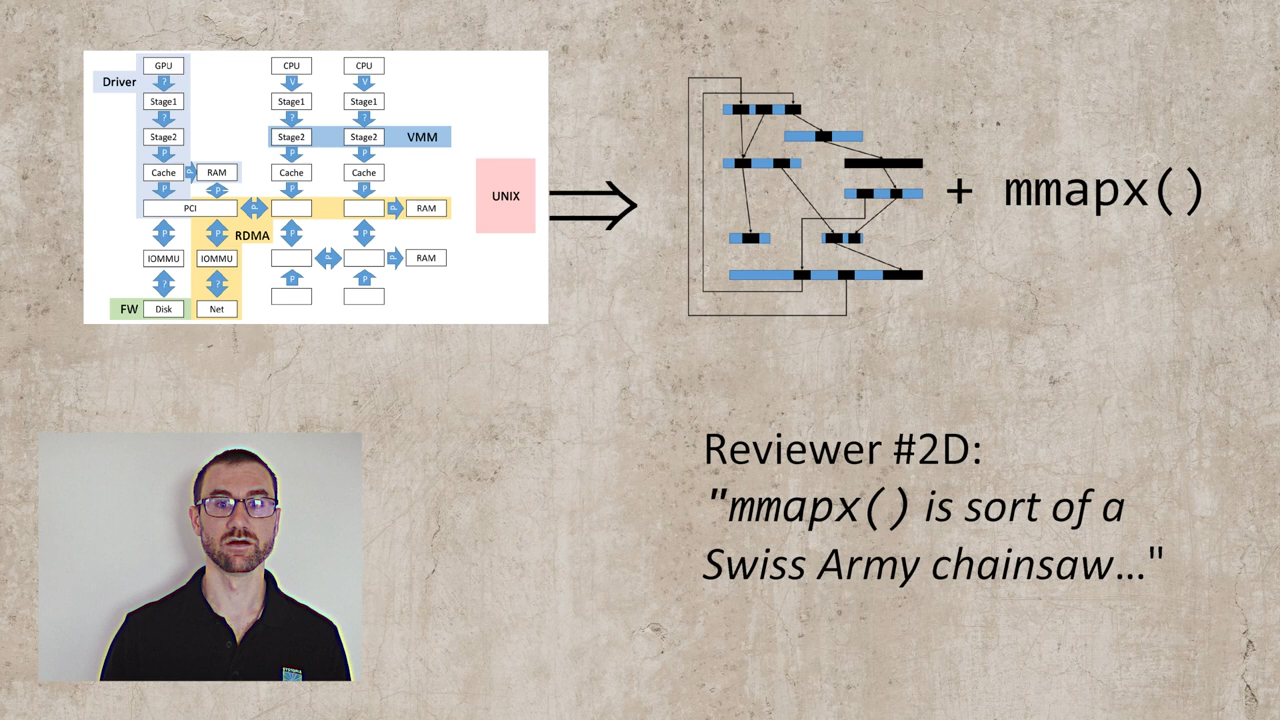 GPU
CPU
CPU
Driver
?
V
V
Stage1
Stage1
Stage1
?
?
?
Stage2
Stage2
Stage2
VMM
P
P
P
Cache
P
RAM
Cache
Cache
P
P
P
P
UNIX
PCI
P
P
RAM
RDMA
P
P
P
P
IOMMU
IOMMU
P
P
RAM
?
?
P
P
FW
Disk
Net
+ mmapx()
Reviewer #2D:
"mmapx() is sort of a
Swiss Army chainsaw..."